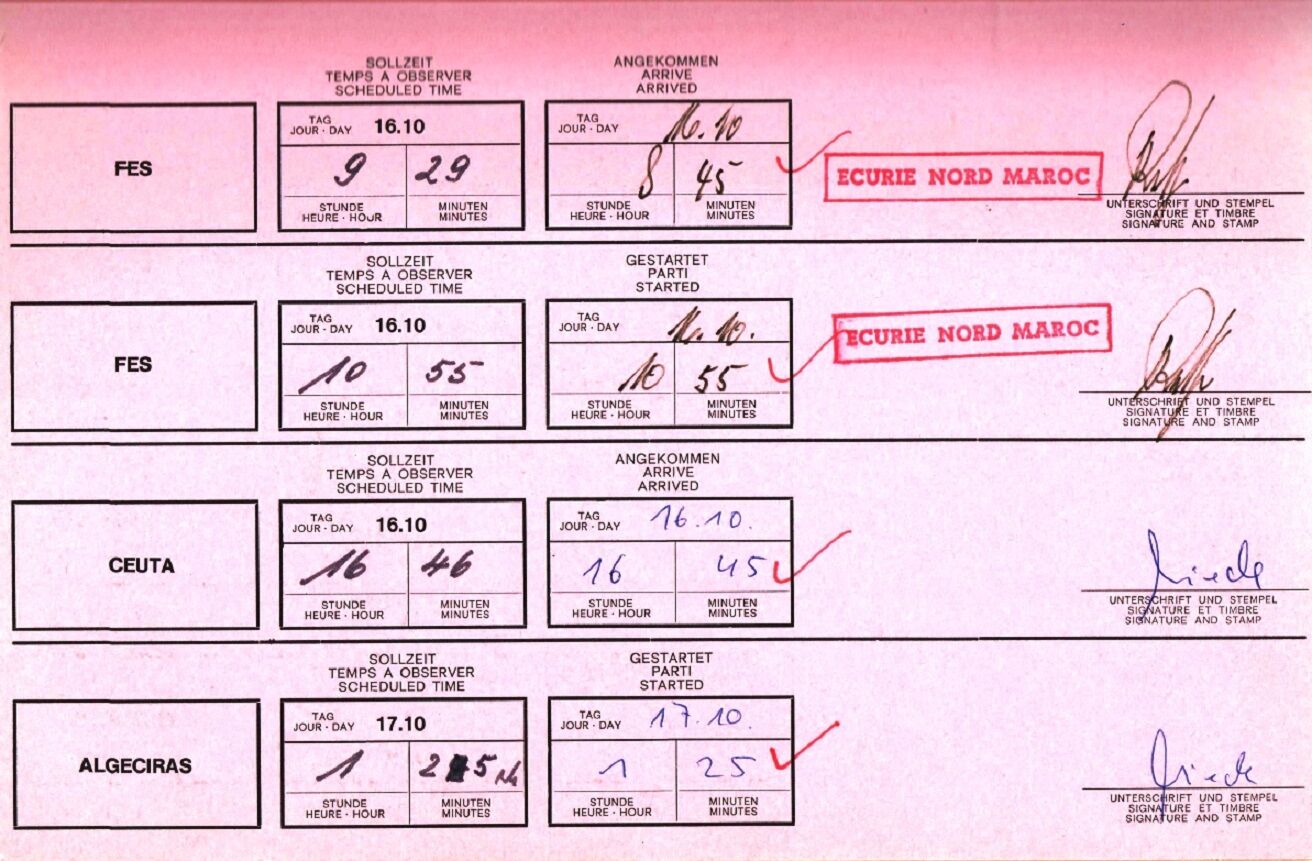 SOLLZEIT
TEMPS A OBSERVER
SCHEDULED TIME
ANGEKOMMEN
ARRIVE
ARRIVED
FES
TAG
JOUR · DAY 16.10
9 29
STUNDE
HEURE · HOUR
MINUTEN
MINUTES
TAG
JOUR · DAY 16.10
8 45
STUNDE
HEURE · HOUR
MINUTEN
MINUTES
ECURIE NORD MAROC
UNTERSCHRIFT UND STEMPEL
SIGNATURE ET TIMBRE
SIGNATURE AND STAMP
SOLLZEIT
TEMPS A OBSERVER
SCHEDULED TIME
GESTARTET
PARTI
STARTED
FES
TAG
JOUR · DAY 16.10
10 55
STUNDE
HEURE · HOUR
MINUTEN
MINUTES
TAG
JOUR · DAY 16.10.
10 55
STUNDE
HEURE · HOUR
MINUTEN
MINUTES
ECURIE NORD MAROC
UNTERSCHRIFT UND STEMPEL
SIGNATURE ET TIMBRE
SIGNATURE AND STAMP
SOLLZEIT
TEMPS A OBSERVER
SCHEDULED TIME
ANGEKOMMEN
ARRIVE
ARRIVED
CEUTA
TAG
JOUR · DAY 16.10
16 46
STUNDE
HEURE · HOUR
MINUTEN
MINUTES
TAG
JOUR · DAY 16.10.
16 45
STUNDE
HEURE · HOUR
MINUTEN
MINUTES
UNTERSCHRIFT UND STEMPEL
SIGNATURE ET TIMBRE
SIGNATURE AND STAMP
SOLLZEIT
TEMPS A OBSERVER
SCHEDULED TIME
GESTARTET
PARTI
STARTED
ALGECIRAS
TAG
JOUR · DAY 17.10
1 25
STUNDE
HEURE · HOUR
MINUTEN
MINUTES
TAG
JOUR · DAY 17.10.
1 25
STUNDE
HEURE · HOUR
MINUTEN
MINUTES
UNTERSCHRIFT UND STEMPEL
SIGNATURE ET TIMBRE
SIGNATURE AND STAMP